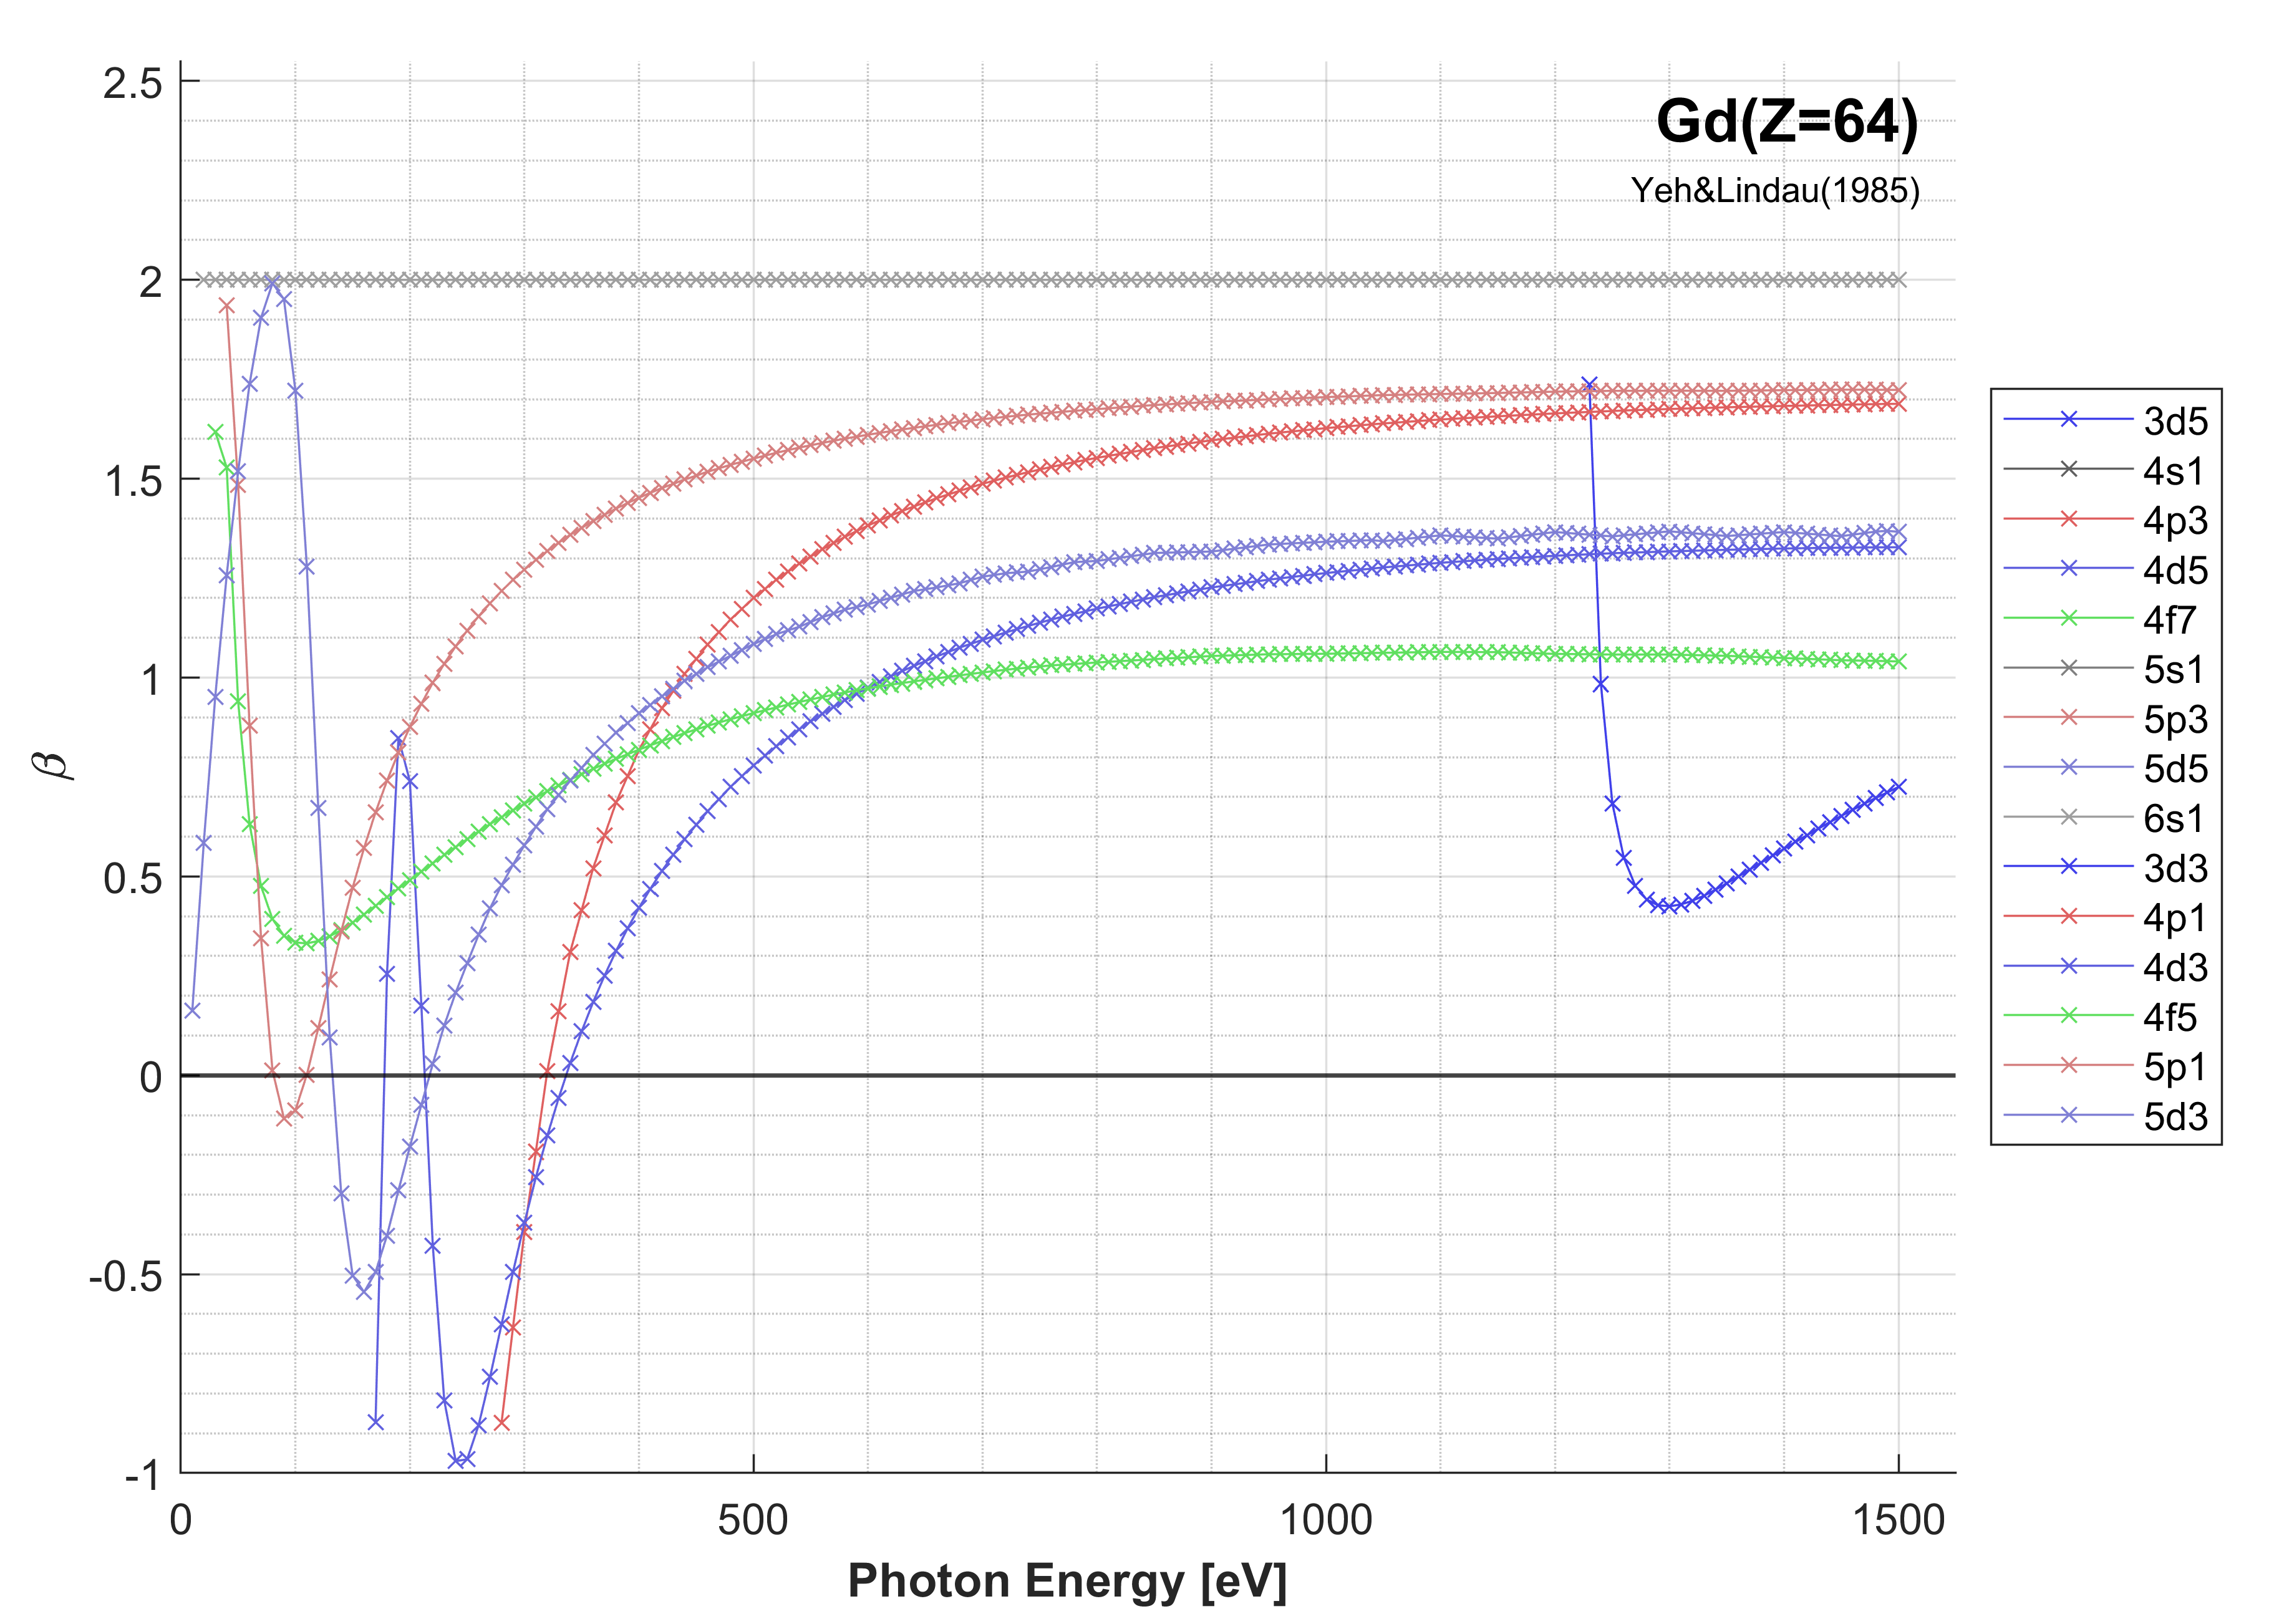 Gd(Z=64)
Yeh&Lindau(1985)
2.5
2
1.5
1
0.5
0
-0.5
-1
β
0 500 1000 1500
Photon Energy [eV]
3d5
4s1
4p3
4d5
4f7
5s1
5p3
5d5
6s1
3d3
4p1
4d3
4f5
5p1
5d3